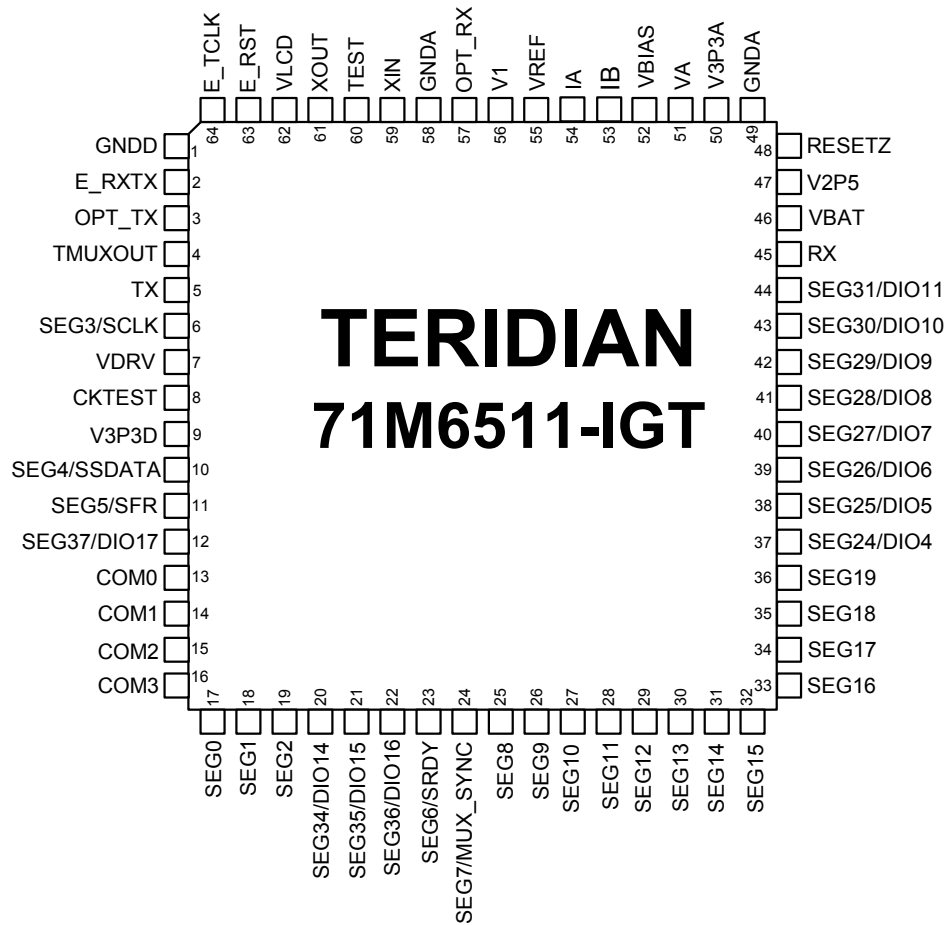 E_TCLK
E_RST
VLCD
XOUT
TEST
XIN
GNDA
OPT_RX
V1
VREF
IA
IB
VBIAS
VA
V3P3A
GNDA
64
63
62
61
60
59
58
57
56
55
54
53
52
51
50
49
GNDD 1
E_RXTX 2
OPT_TX 3
TMUXOUT 4
TX 5
SEG3/SCLK 6
VDRV 7
CKTEST 8
V3P3D 9
SEG4/SSDATA 10
SEG5/SFR 11
SEG37/DIO17 12
COM0 13
COM1 14
COM2 15
COM3 16
TERIDIAN
71M6511-IGT
48 RESETZ
47 V2P5
46 VBAT
45 RX
44 SEG31/DIO11
43 SEG30/DIO10
42 SEG29/DIO9
41 SEG28/DIO8
40 SEG27/DIO7
39 SEG26/DIO6
38 SEG25/DIO5
37 SEG24/DIO4
36 SEG19
35 SEG18
34 SEG17
33 SEG16
17
18
19
20
21
22
23
24
25
26
27
28
29
30
31
32
SEG0
SEG1
SEG2
SEG34/DIO14
SEG35/DIO15
SEG36/DIO16
SEG6/SRDY
SEG7/MUX_SYNC
SEG8
SEG9
SEG10
SEG11
SEG12
SEG13
SEG14
SEG15